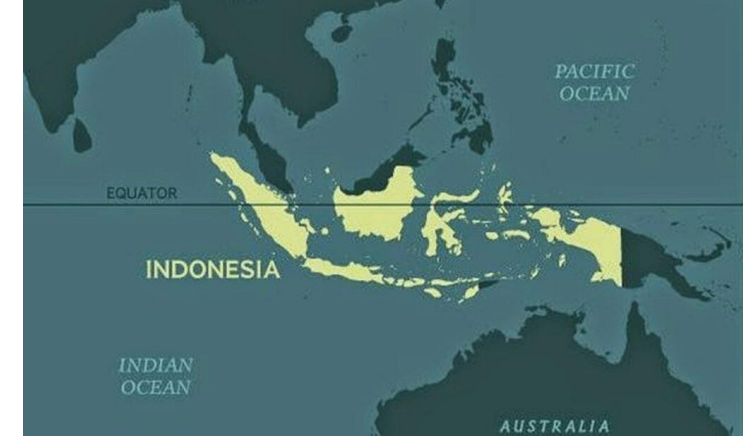 PACIFIC
OCEAN
EQUATOR
INDONESIA
INDIAN
OCEAN
AUSTRALIA